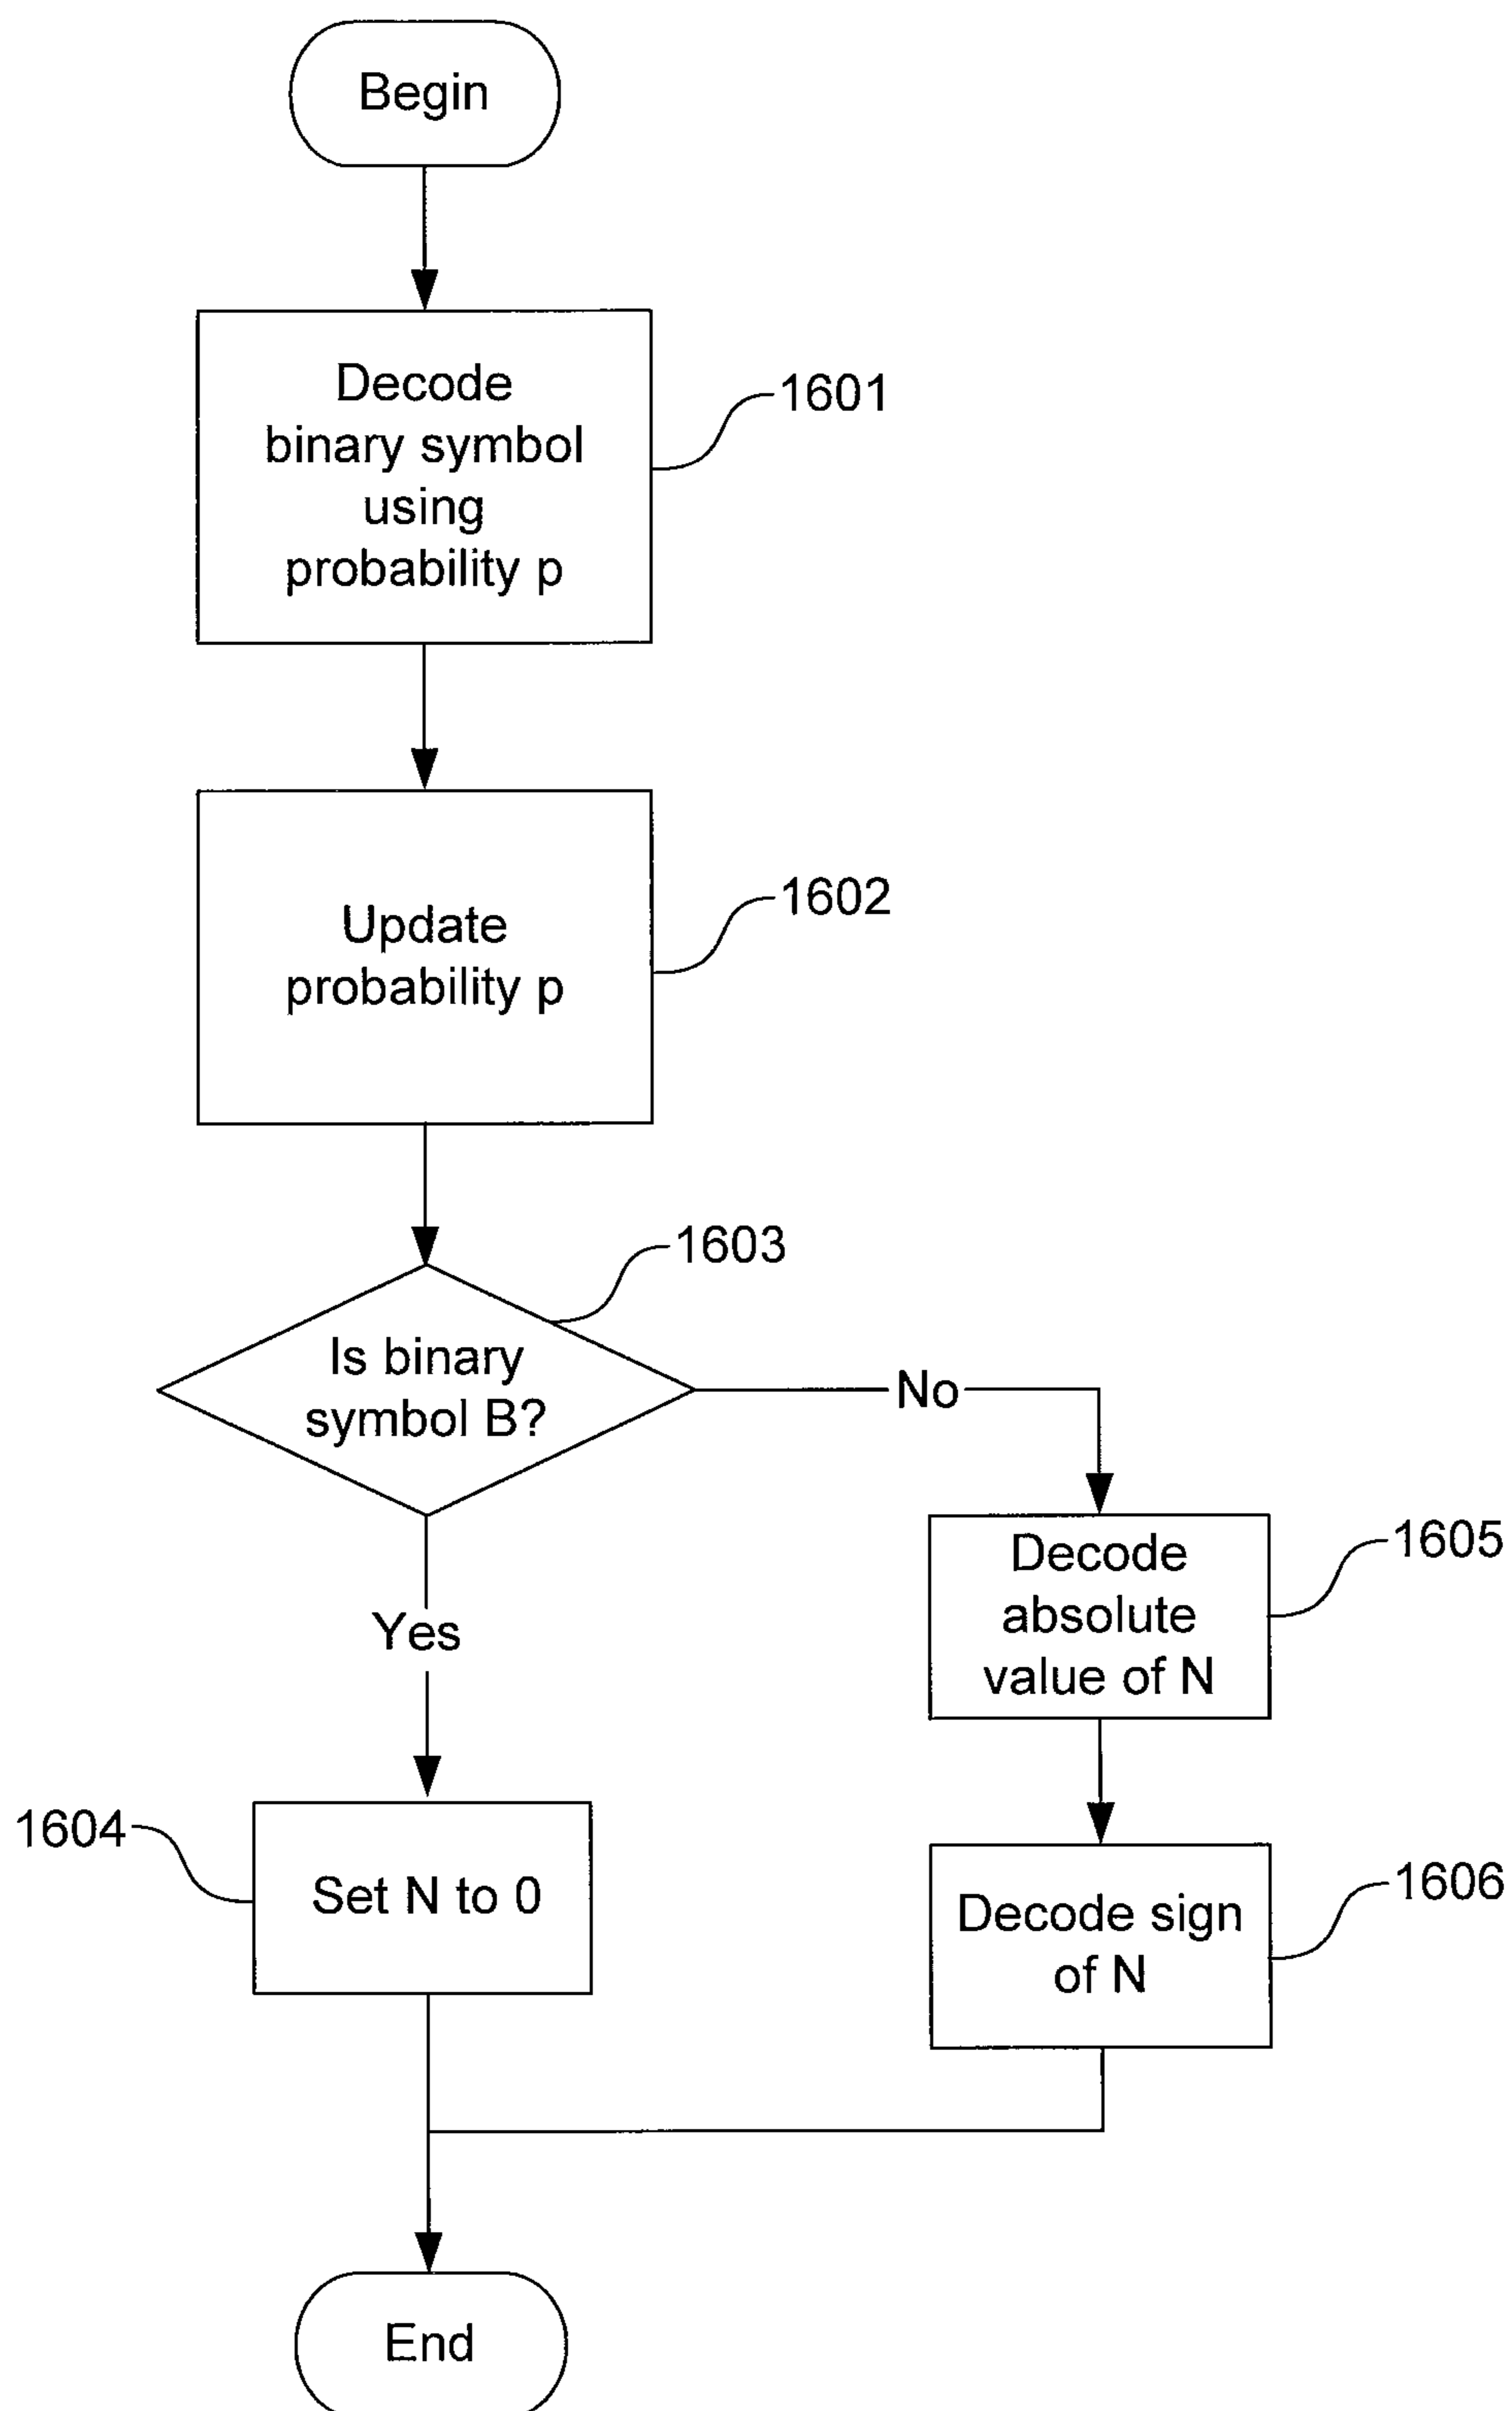 Begin
Decode
binary symbol
using
probability p
1601
Update
probability p
1602
1603
Is binary
symbol B?
No
Yes
Decode
absolute
value of N
1605
1604
Set N to 0
Decode sign
of N
1606
End